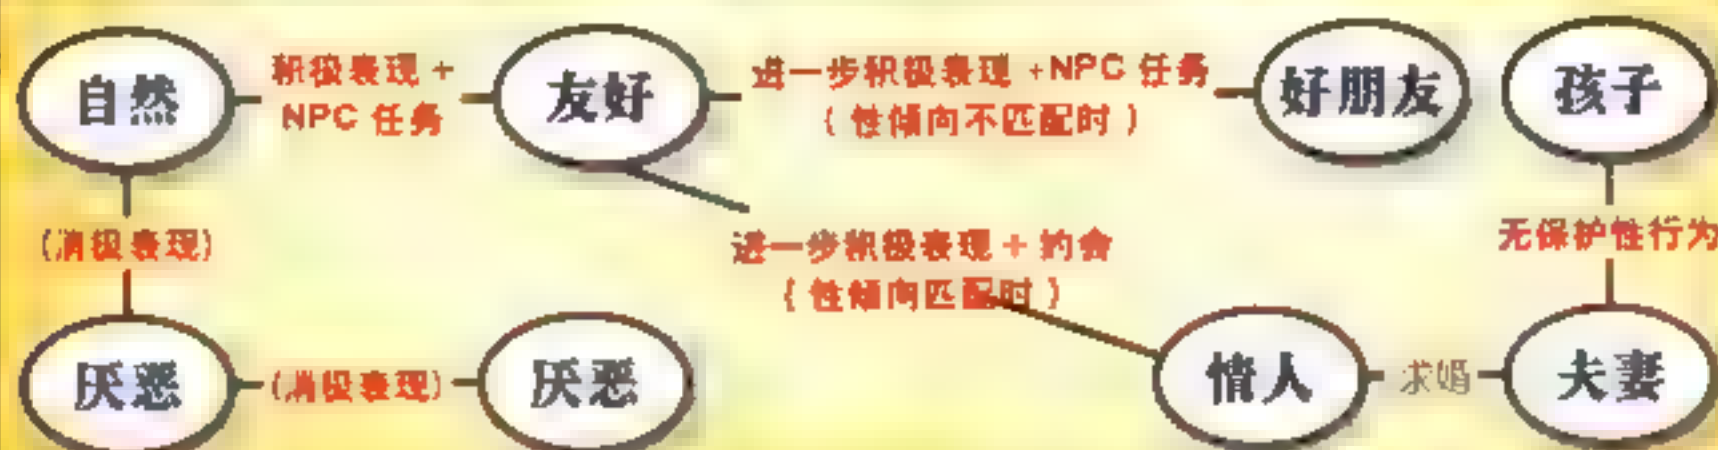 自然
积极表现 +
NPC 任务
友好
进一步积极表现 +NPC 任务
(性倾向不匹配时)
好朋友
孩子
(消极表现)
进一步积极表现 + 约会
(性倾向匹配时)
无保护性行为
厌恶
(消极表现)
厌恶
情人
求婚
夫妻